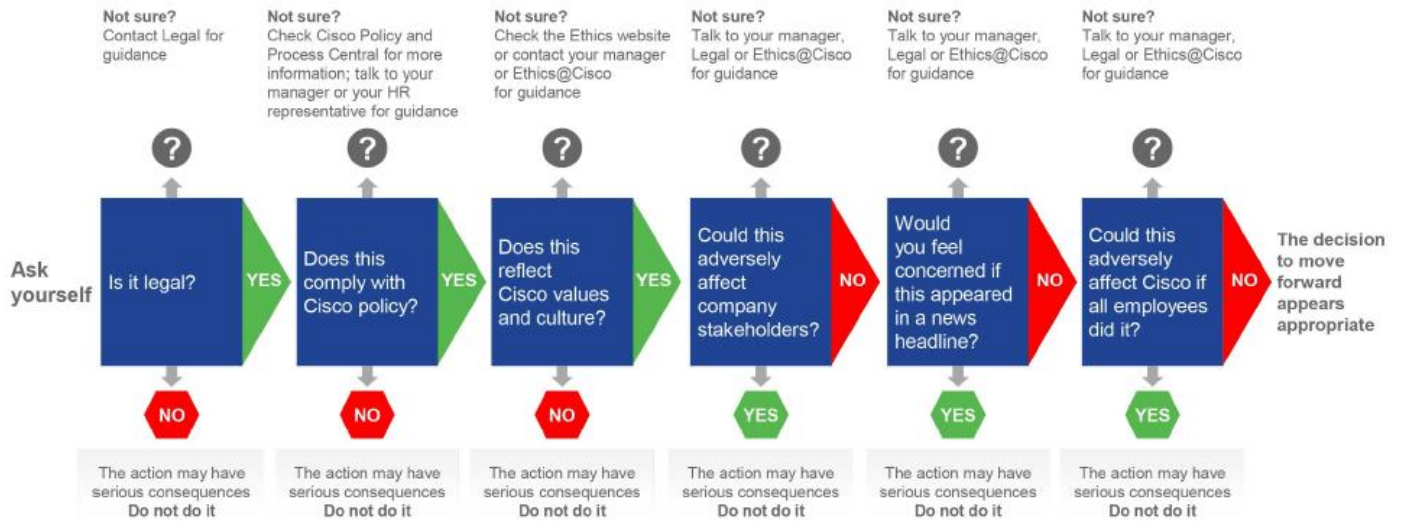 Not sure?
Contact Legal for
guidance
Not sure?
Check Cisco Policy and
Process Central for more
information; talk to your
manager or your HR
representative for guidance
Not sure?
Check the Ethics website
or contact your manager
or Ethics@Cisco
for guidance
Not sure?
Talk to your manager,
Legal or Ethics@Cisco
for guidance
Not sure?
Talk to your manager,
Legal or Ethics@Cisco
for guidance
Not sure?
Talk to your manager,
Legal or Ethics@Cisco
for guidance
?
?
?
?
?
?
Ask
yourself
Is it legal?
YES
Does this
comply with
Cisco policy?
YES
Does this
reflect
Cisco values
and culture?
YES
Could this
adversely
affect
company
stakeholders?
NO
Would
you feel
concerned if
this appeared
in a news
headline?
NO
Could this
adversely
affect Cisco if
all employees
did it?
NO
The decision
to move
forward
appears
appropriate
NO
NO
NO
YES
YES
YES
The action may have
serious consequences
Do not do it
The action may have
serious consequences
Do not do it
The action may have
serious consequences
Do not do it
The action may have
serious consequences
Do not do it
The action may have
serious consequences
Do not do it
The action may have
serious consequences
Do not do it